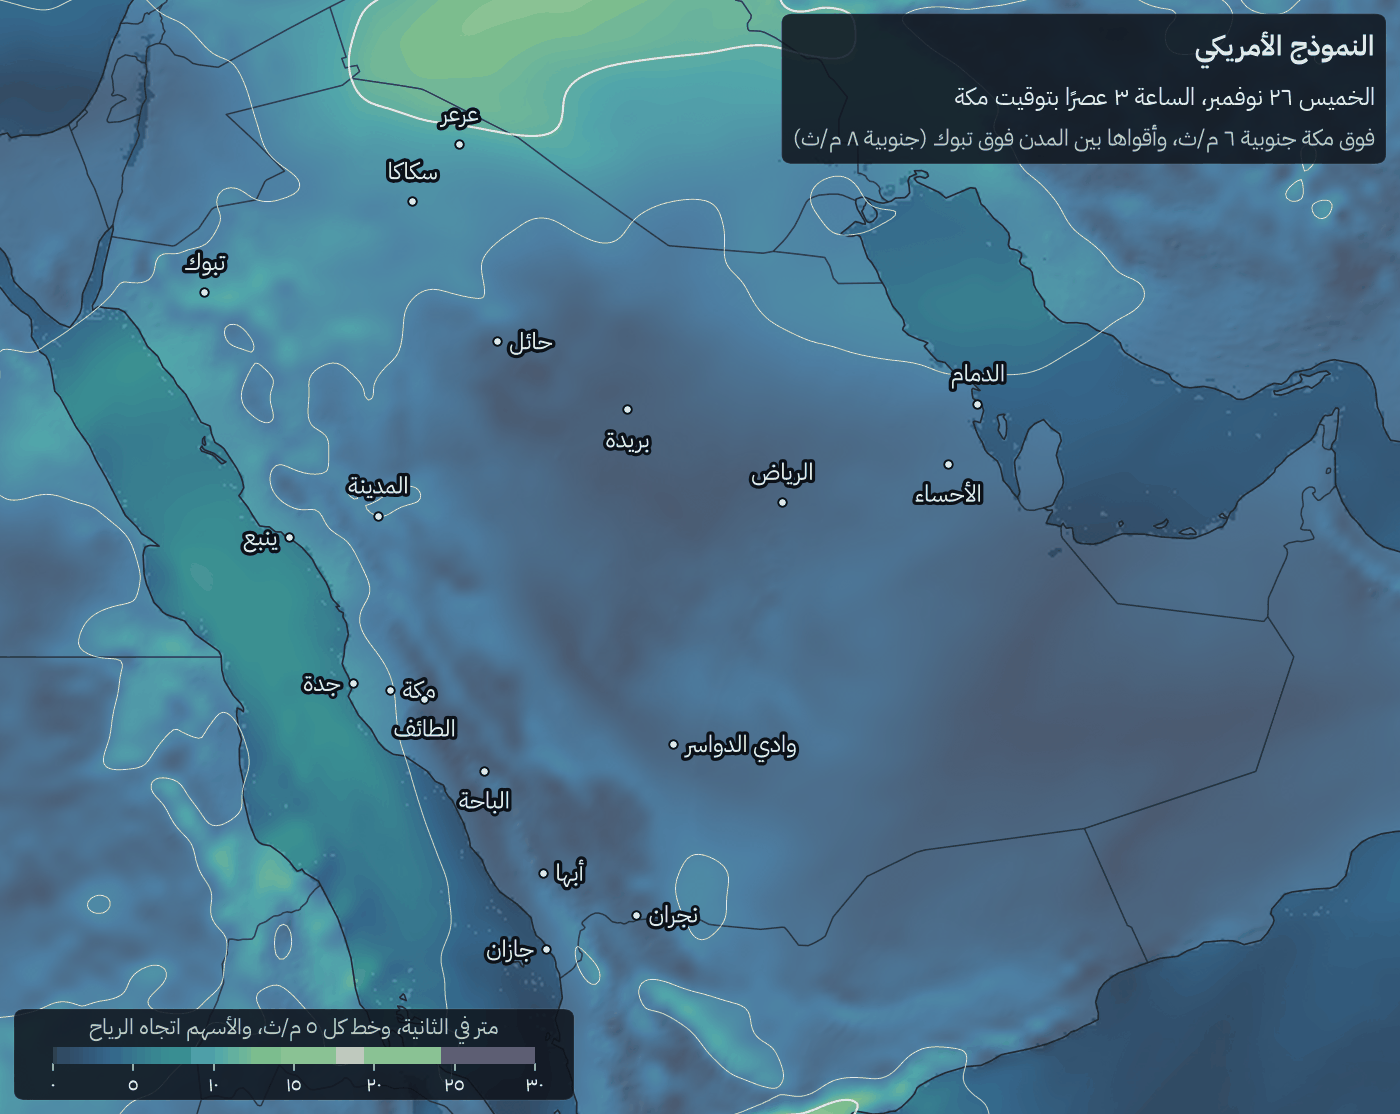 النموذج الأمريكي
الخميس ٢٦ نوفمبر، الساعة ٣ عصرًا بتوقيت مكة
فوق مكة جنوبية ٦ م/ث، وأقواها بين المدن فوق تبوك (جنوبية ٨ م/ث)
عرعر
سكاكا
تبوك
حائل
الدمام
بريدة
الرياض
الأحساء
المدينة
ينبع
جدة
مكة
الطائف
وادي الدواسر
الباحة
أبها
نجران
جازان
متر في الثانية، وخط كل ٥ م/ث، والأسهم اتجاه الرياح
٠ ٥ ١٠ ١٥ ٢٠ ٢٥ ٣٠